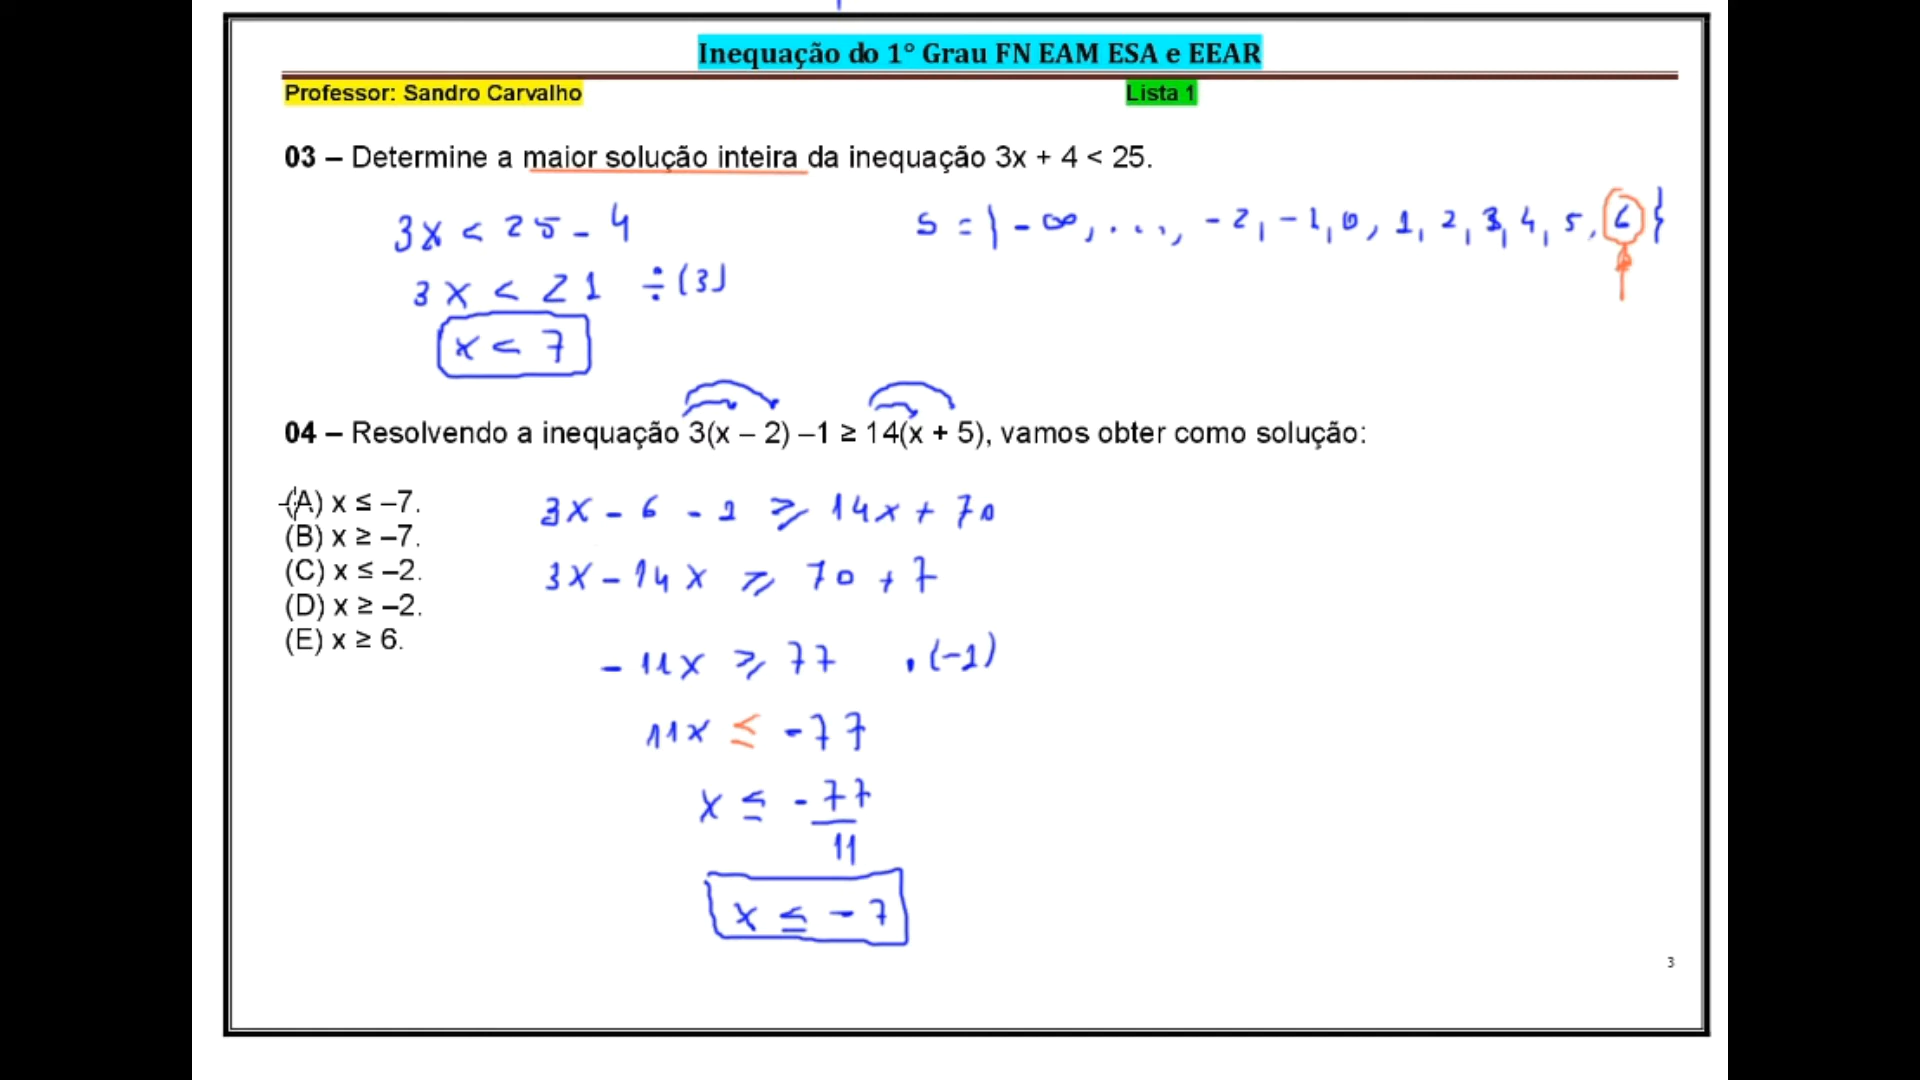 Inequação do 1° Grau FN EAM ESA e EEAR
Professor: Sandro Carvalho Lista 1
03 – Determine a maior solução inteira da inequação 3x + 4 < 25.
3x < 25 - 4
S = { -∞, ..., -2, -1, 0, 1, 2, 3, 4, 5, 6 }
3x < 21 ÷(3)
x < 7
04 – Resolvendo a inequação 3(x – 2) –1 ≥ 14(x + 5), vamos obter como solução:
(A) x ≤ –7.
(B) x ≥ –7.
(C) x ≤ –2.
(D) x ≥ –2.
(E) x ≥ 6.
3x - 6 - 1 ≥ 14x + 70
3x - 14x ≥ 70 + 7
- 11x ≥ 77 .(-1)
11x ≤ -77
x ≤ -77
11
x ≤ -7
3